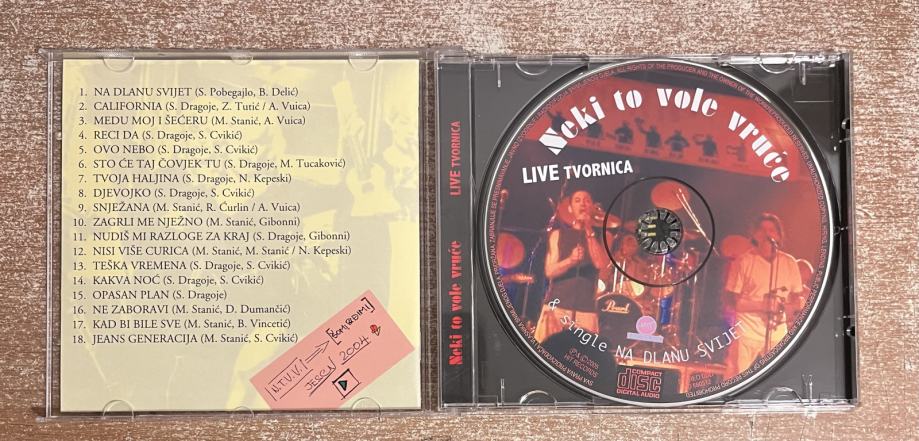 1. NA DLANU SVIJET (S. Pobegajlo, B. Delić)
2. CALIFORNIA (S. Dragoje, Z. Tutić / A. Vuica)
3. MEDU MOJ I ŠEĆERU (M. Stanić, A. Vuica)
4. RECI DA (S. Dragoje, S. Cvikić)
5. OVO NEBO (S. Dragoje, S. Cvikić)
6. STO ĆE TAJ ČOVJEK TU (S. Dragoje, M. Tucaković)
7. TVOJA HALJINA (S. Dragoje, N. Kepeski)
8. DJEVOJKO (S. Dragoje, S. Cvikić)
9. SNJEŽANA (M. Stanić, R. Ćurlin / A. Vuica)
10. ZAGRLI ME NJEŽNO (M. Stanić, Gibonni)
11. NUDIŠ MI RAZLOGE ZA KRAJ (S. Dragoje, Gibonni)
12. NISI VIŠE CURICA (M. Stanić, M. Stanić / N. Kepeski)
13. TEŠKA VREMENA (S. Dragoje, S. Cvikić)
14. KAKVA NOĆ (S. Dragoje, S. Cvikić)
15. OPASAN PLAN (S. Dragoje)
16. NE ZABORAVI (M. Stanić, D. Dumančić)
17. KAD BI BILE SVE (M. Stanić, B. Vincetić)
18. JEANS GENERACIJA (M. Stanić, S. Cvikić)
N.T.V.V.!
JESEN 2004
Neki to vole vruće LIVE TVORNICA
Neki to vole vruće
LIVE TVORNICA
Pearl
& single NA DLANU SVIJET
2005
HIT RECORDS
COMPACT
disc
DIGITAL AUDIO